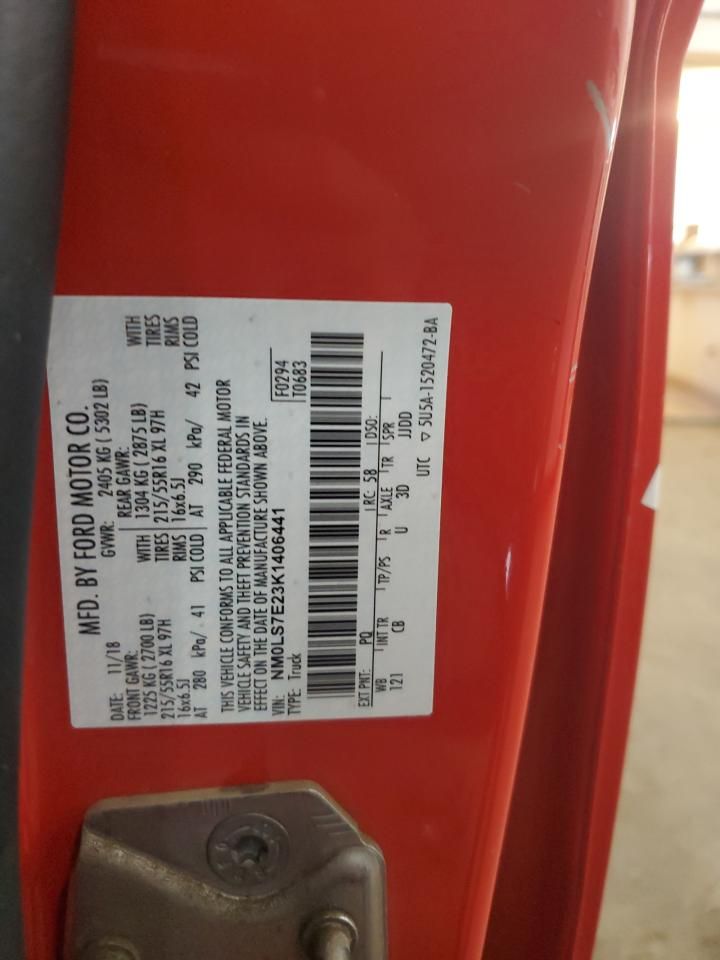 MFD. BY FORD MOTOR CO.
DATE: 11/18 GVWR: 2405 KG ( 5302 LB)
FRONT GAWR: REAR GAWR:
1225 KG ( 2700 LB) WITH 1304 KG ( 2875 LB) WITH
215/55R16 XL 97H TIRES 215/55R16 XL 97H TIRES
16x6.5J RIMS 16x6.5J RIMS
AT 280 kPa/ 41 PSI COLD AT 290 kPa/ 42 PSI COLD
THIS VEHICLE CONFORMS TO ALL APPLICABLE FEDERAL MOTOR
VEHICLE SAFETY AND THEFT PREVENTION STANDARDS IN
EFFECT ON THE DATE OF MANUFACTURE SHOWN ABOVE.
VIN: NM0LS7E23K1406441 F0294
TYPE: Truck T0683
EXT PNT: PQ RC: 58 DSO:
WB INT TR TP/PS R AXLE TR SPR
121 CB U 3D JJDD
UTC ▽ 5U5A-1520472-BA